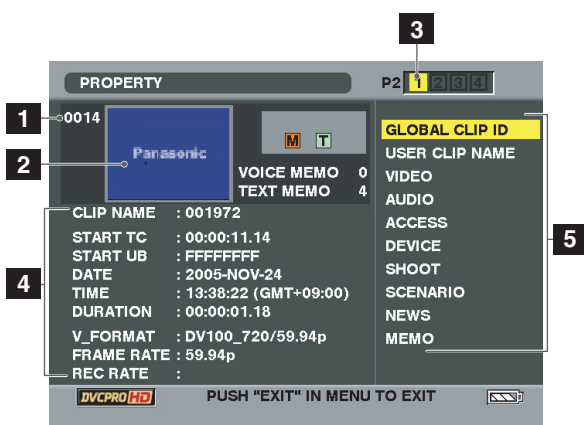 3
PROPERTY
P2 1 2 3 4
1
0014
2
Panasonic
M T
VOICE MEMO 0
TEXT MEMO 4
GLOBAL CLIP ID
USER CLIP NAME
VIDEO
AUDIO
ACCESS
DEVICE
SHOOT
SCENARIO
NEWS
MEMO
5
4
CLIP NAME : 001972
START TC : 00:00:11.14
START UB : FFFFFFFF
DATE : 2005-NOV-24
TIME : 13:38:22 (GMT+09:00)
DURATION : 00:00:01.18
V_FORMAT : DV100_720/59.94p
FRAME RATE : 59.94p
REC RATE :
DVCPRO HD
PUSH "EXIT" IN MENU TO EXIT